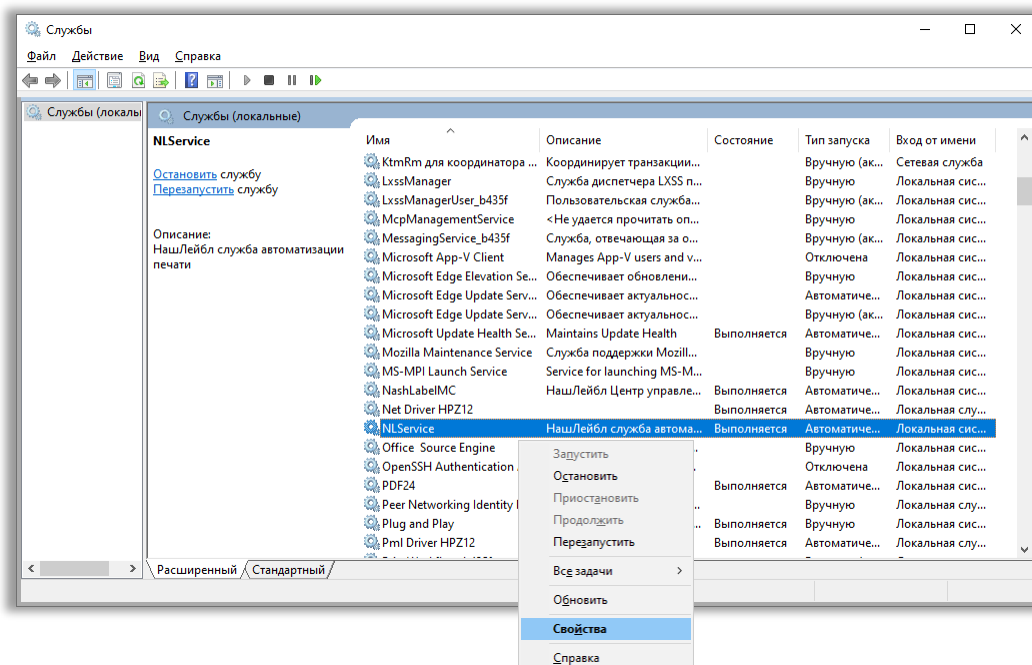 Службы
Файл Действие Вид Справка
Службы (локалы
Службы (локальные)
NLService
Остановить службу
Перезапустить службу
Описание:
НашЛейбл служба автоматизации
печати
Имя Описание Состояние Тип запуска Вход от имени
KtmRm для координатора ... Координирует транзакции... Вручную (ак... Сетевая служба
LxssManager Служба диспетчера LXSS п... Вручную Локальная сис...
LxssManagerUser_b435f Пользовательская служба... Вручную (ак... Локальная сис...
McpManagementService <Не удается прочитать оп... Вручную Локальная сис...
MessagingService_b435f Служба, отвечающая за о... Вручную (ак... Локальная сис...
Microsoft App-V Client Manages App-V users and v... Отключена Локальная сис...
Microsoft Edge Elevation Se... Обеспечивает обновлени... Вручную Локальная сис...
Microsoft Edge Update Serv... Обеспечивает актуальнос... Автоматиче... Локальная сис...
Microsoft Edge Update Serv... Обеспечивает актуальнос... Вручную (ак... Локальная сис...
Microsoft Update Health Se... Maintains Update Health Выполняется Автоматиче... Локальная сис...
Mozilla Maintenance Service Служба поддержки Mozill... Вручную Локальная сис...
MS-MPI Launch Service Service for launching MS-M... Вручную Локальная сис...
NashLabelMC НашЛейбл Центр управле... Выполняется Автоматиче... Локальная сис...
Net Driver HPZ12 Выполняется Автоматиче... Локальная слу...
NLService НашЛейбл служба автома... Выполняется Автоматиче... Локальная сис...
Office Source Engine Вручную Локальная сис...
OpenSSH Authentication Отключена Локальная сис...
PDF24 Выполняется Автоматиче... Локальная сис...
Peer Networking Identity Вручную Локальная слу...
Plug and Play Выполняется Вручную Локальная сис...
Pml Driver HPZ12 Выполняется Автоматиче... Локальная слу...
Запустить
Остановить
Приостановить
Продолжить
Перезапустить
Все задачи
Обновить
Свойства
Справка
Расширенный Стандартный